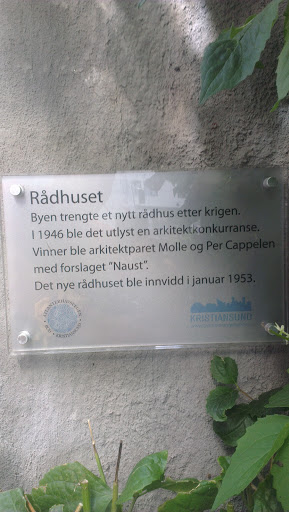 Rådhuset
Byen trengte et nytt rådhus etter krigen.
I 1946 ble det utlyst en arkitektkonkurranse.
Vinner ble arkitektparet Molle og Per Cappelen
med forslaget "Naust".
Det nye rådhuset ble innvidd i januar 1953.
KRISTIANSUND